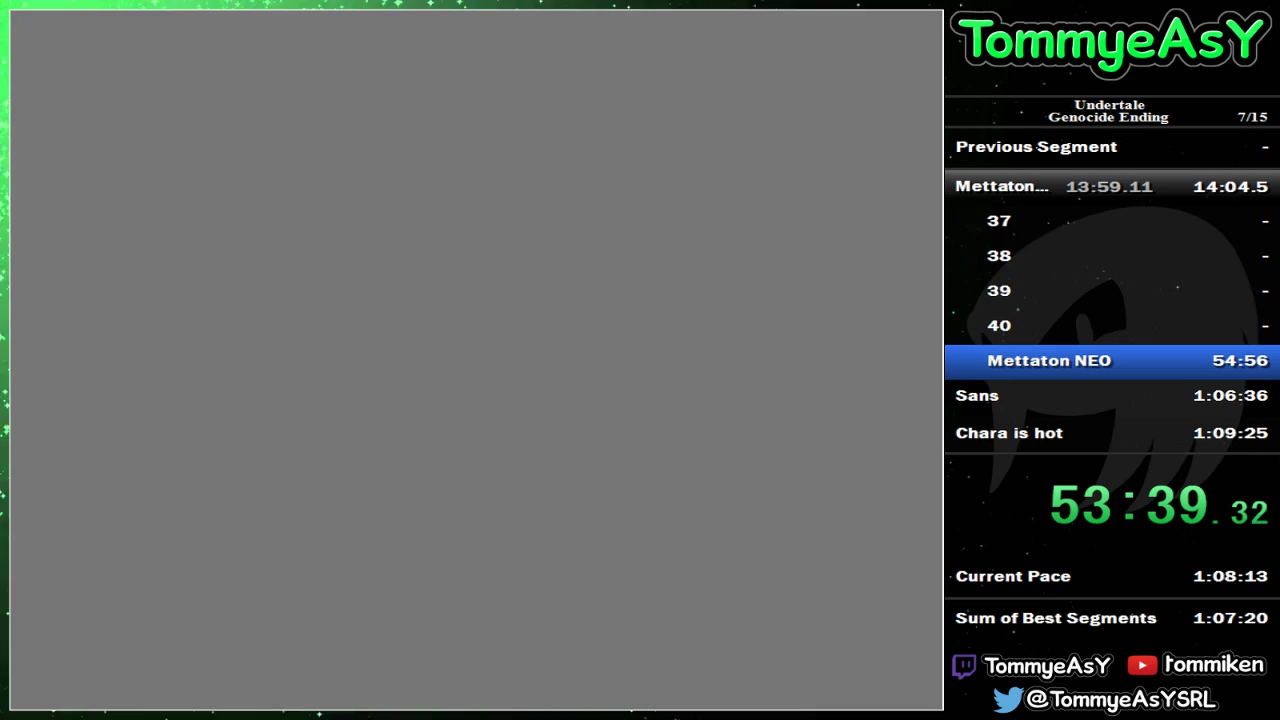 TommyeAsY
Undertale
Genocide Ending 7/15
Previous Segment -
Mettaton... 13:59.11 14:04.5
37 -
38 -
39 -
40 -
Mettaton NEO 54:56
Sans 1:06:36
Chara is hot 1:09:25
53:39.32
Current Pace 1:08:13
Sum of Best Segments 1:07:20
TommyeAsY tommiken
@TommyeAsYSRL